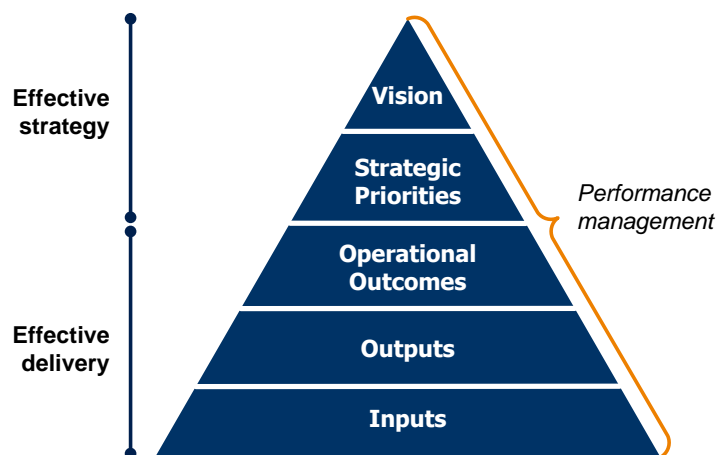 Effective
strategy
Vision
Strategic
Priorities
Performance
management
Operational
Outcomes
Effective
delivery
Outputs
Inputs